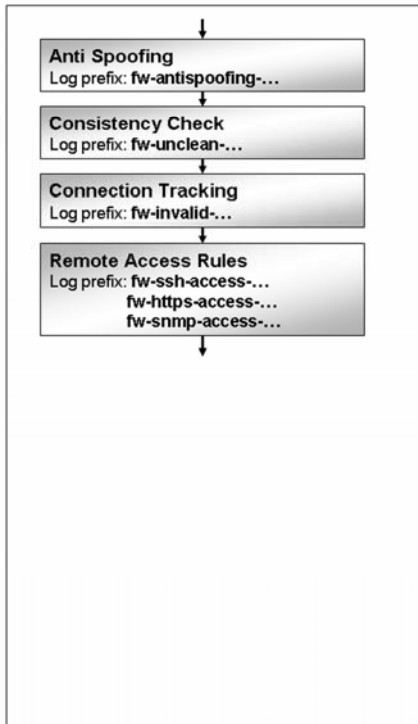 Anti Spoofing
Log prefix: fw-antispoofing-…
Consistency Check
Log prefix: fw-unclean-…
Connection Tracking
Log prefix: fw-invalid-…
Remote Access Rules
Log prefix: fw-ssh-access-…
fw-https-access-…
fw-snmp-access-…